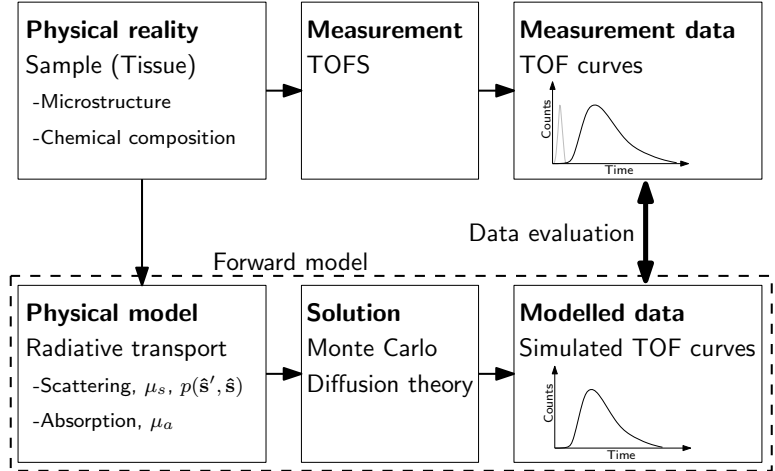 Physical reality
Sample (Tissue)
-Microstructure
-Chemical composition
Measurement
TOFS
Measurement data
TOF curves
Counts
Time
Data evaluation
Forward model
Physical model
Radiative transport
-Scattering, μₛ, p(ŝ′, ŝ)
-Absorption, μₐ
Solution
Monte Carlo
Diffusion theory
Modelled data
Simulated TOF curves
Counts
Time